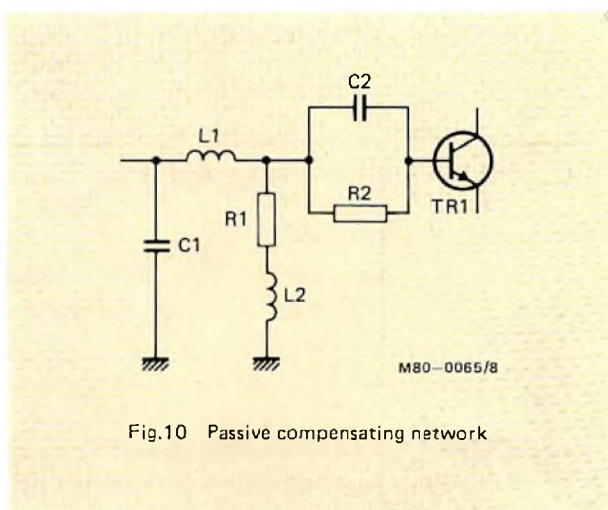 C2
L1
R2
TR1
R1
C1
L2
M80-0065/8
Fig.10 Passive compensating network